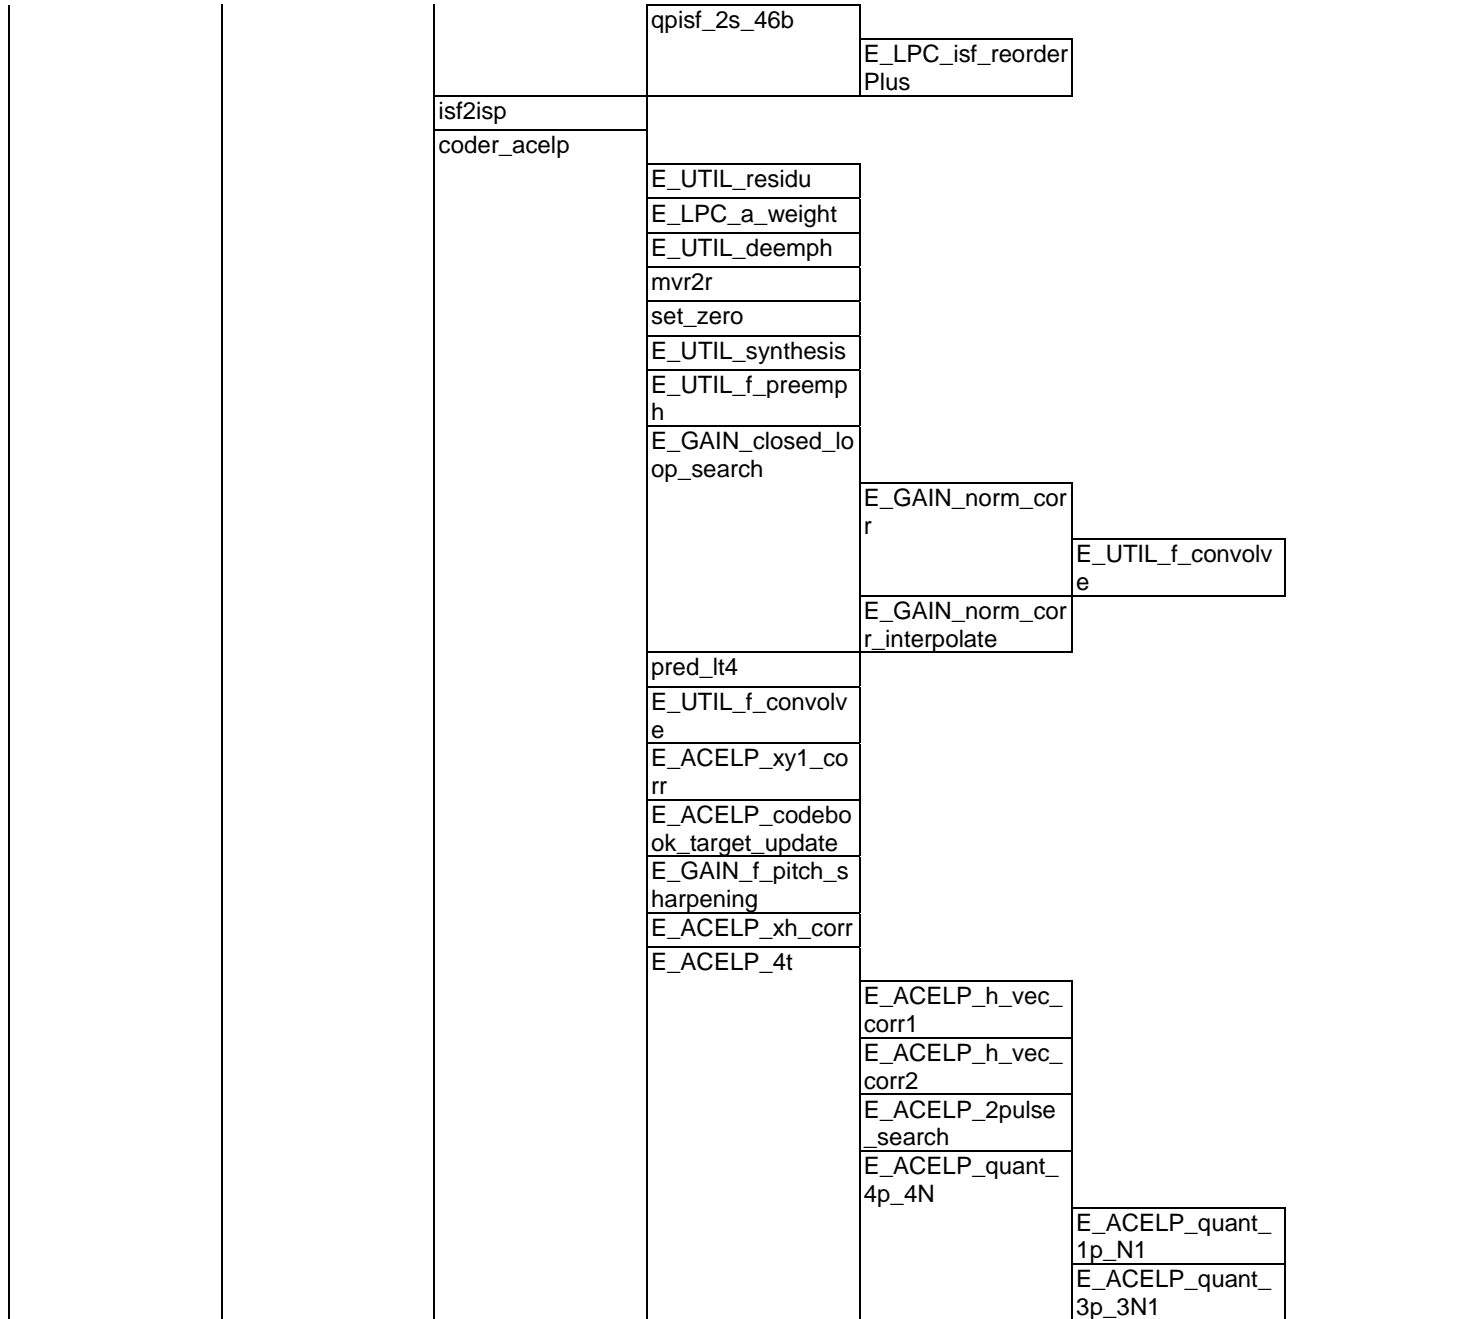 qpisf_2s_46b
E_LPC_isf_reorder
Plus
isf2isp
coder_acelp
E_UTIL_residu
E_LPC_a_weight
E_UTIL_deemph
mvr2r
set_zero
E_UTIL_synthesis
E_UTIL_f_preemp
h
E_GAIN_closed_lo
op_search
E_GAIN_norm_cor
r
E_UTIL_f_convolv
e
E_GAIN_norm_cor
r_interpolate
pred_lt4
E_UTIL_f_convolv
e
E_ACELP_xy1_co
rr
E_ACELP_codebo
ok_target_update
E_GAIN_f_pitch_s
harpening
E_ACELP_xh_corr
E_ACELP_4t
E_ACELP_h_vec_
corr1
E_ACELP_h_vec_
corr2
E_ACELP_2pulse
_search
E_ACELP_quant_
4p_4N
E_ACELP_quant_
1p_N1
E_ACELP_quant_
3p_3N1